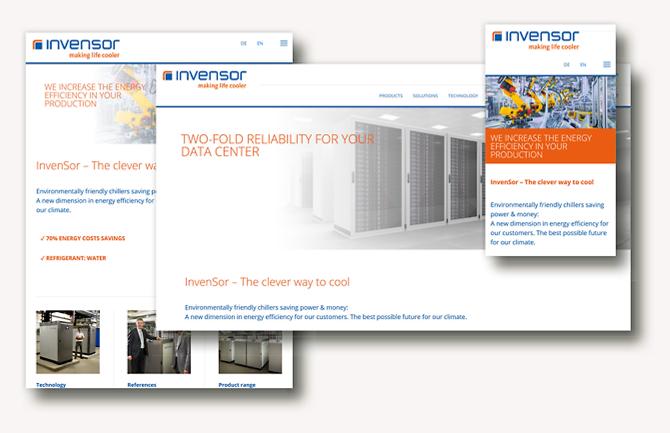 invensor
making life cooler
DE EN
WE INCREASE THE ENERGY
EFFICIENCY IN YOUR
PRODUCTION
InvenSor – The clever wa
Environmentally friendly chillers saving p
A new dimension in energy efficiency for
our climate.
✓ 70% ENERGY COSTS SAVINGS
✓ REFRIGERANT: WATER
Technology
References
Product range
invensor
making life cooler
PRODUCTS SOLUTIONS TECHNOLOGY
TWO-FOLD RELIABILITY FOR YOUR
DATA CENTER
InvenSor – The clever way to cool
Environmentally friendly chillers saving power & money:
A new dimension in energy efficiency for our customers. The best possible future for our climate.
invensor
making life cooler
DE EN
WE INCREASE THE ENERGY
EFFICIENCY IN YOUR
PRODUCTION
InvenSor – The clever way to cool
Environmentally friendly chillers saving
power & money:
A new dimension in energy efficiency for
our customers. The best possible future
for our climate.